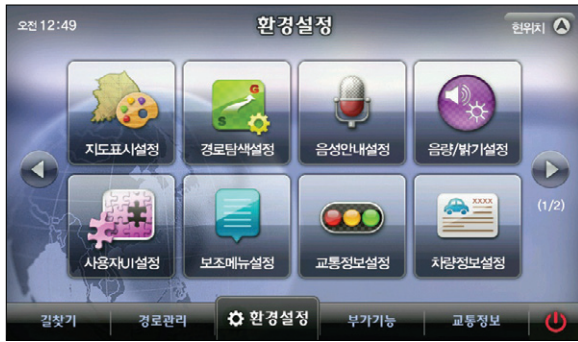 오전 12:49
환경설정
현위치
지도표시설정
경로탐색설정
음성안내설정
음량/밝기설정
G
S
사용자UI설정
보조메뉴설정
교통정보설정
차량정보설정
XXXX
(1/2)
길찾기
경로관리
환경설정
부가기능
교통정보